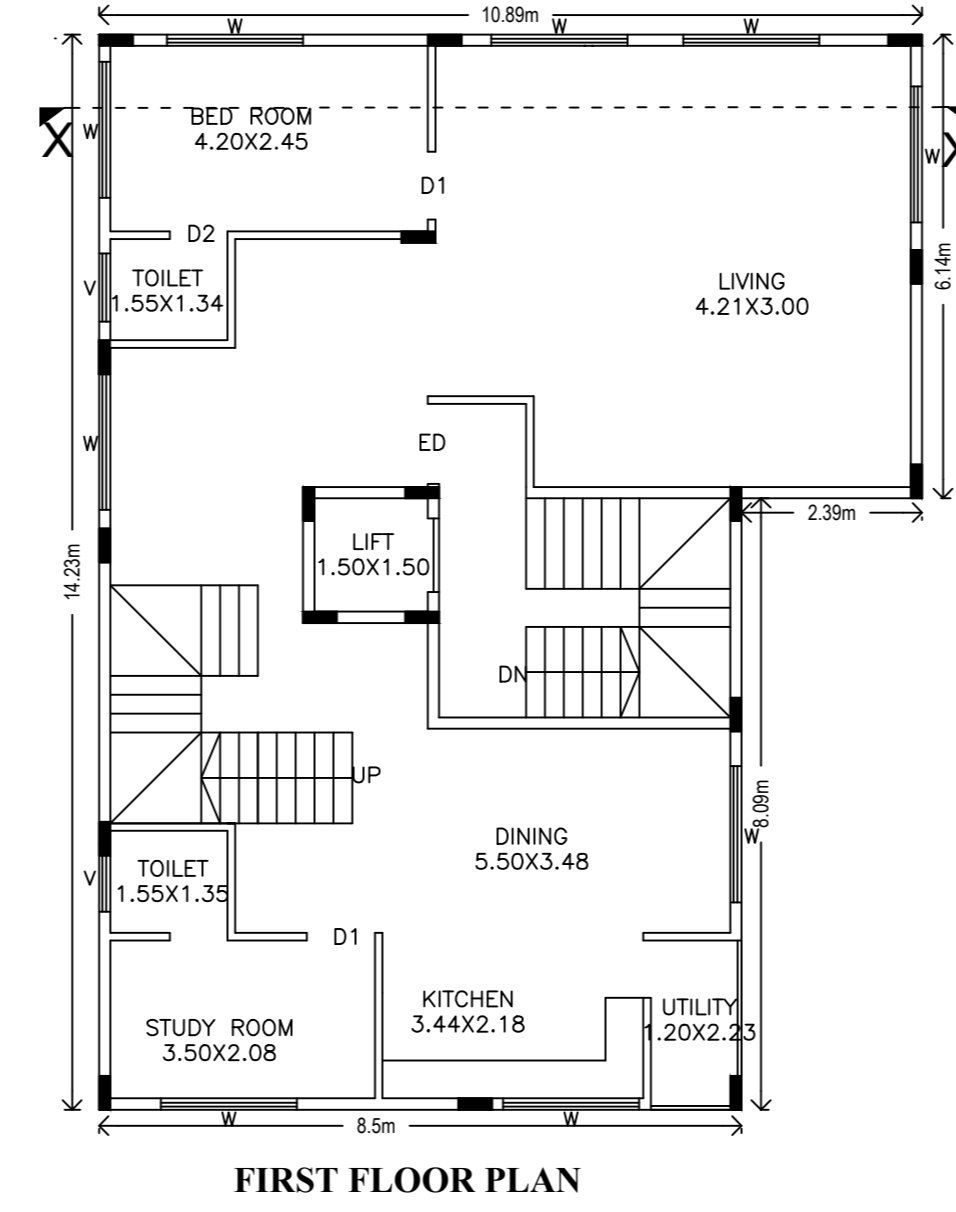 10.89m
W
W
W
X
W
BED ROOM
4.20X2.45
W
D1
D2
V
TOILET
1.55X1.34
LIVING
4.21X3.00
6.14m
W
ED
2.39m
LIFT
1.50X1.50
14.23m
DN
UP
8.09m
DINING
5.50X3.48
W
V
TOILET
1.55X1.35
D1
KITCHEN
3.44X2.18
UTILITY
1.20X2.23
STUDY ROOM
3.50X2.08
W
W
8.5m
FIRST FLOOR PLAN